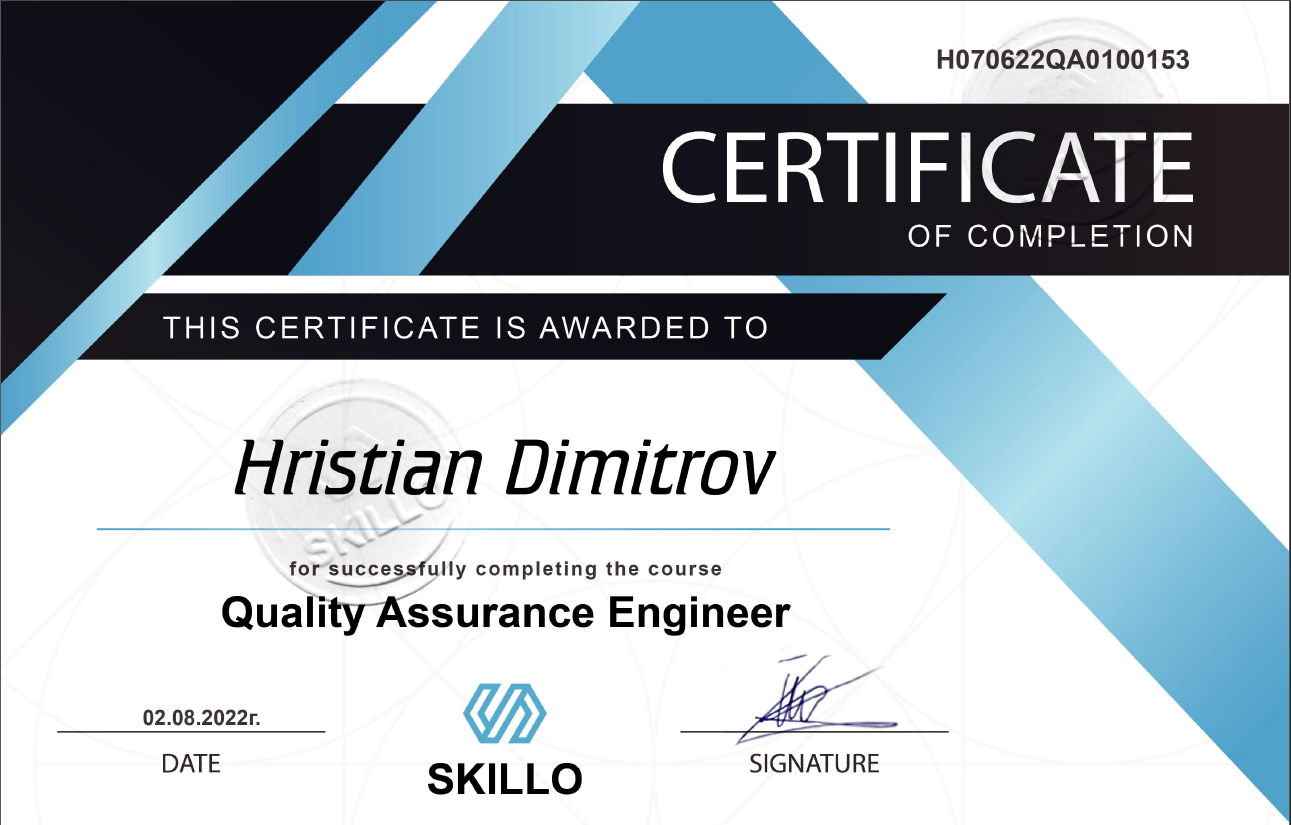 H070622QA0100153
CERTIFICATE
OF COMPLETION
THIS CERTIFICATE IS AWARDED TO
Hristian Dimitrov
SKILLO
for successfully completing the course
Quality Assurance Engineer
02.08.2022г.
DATE
SKILLO
SIGNATURE